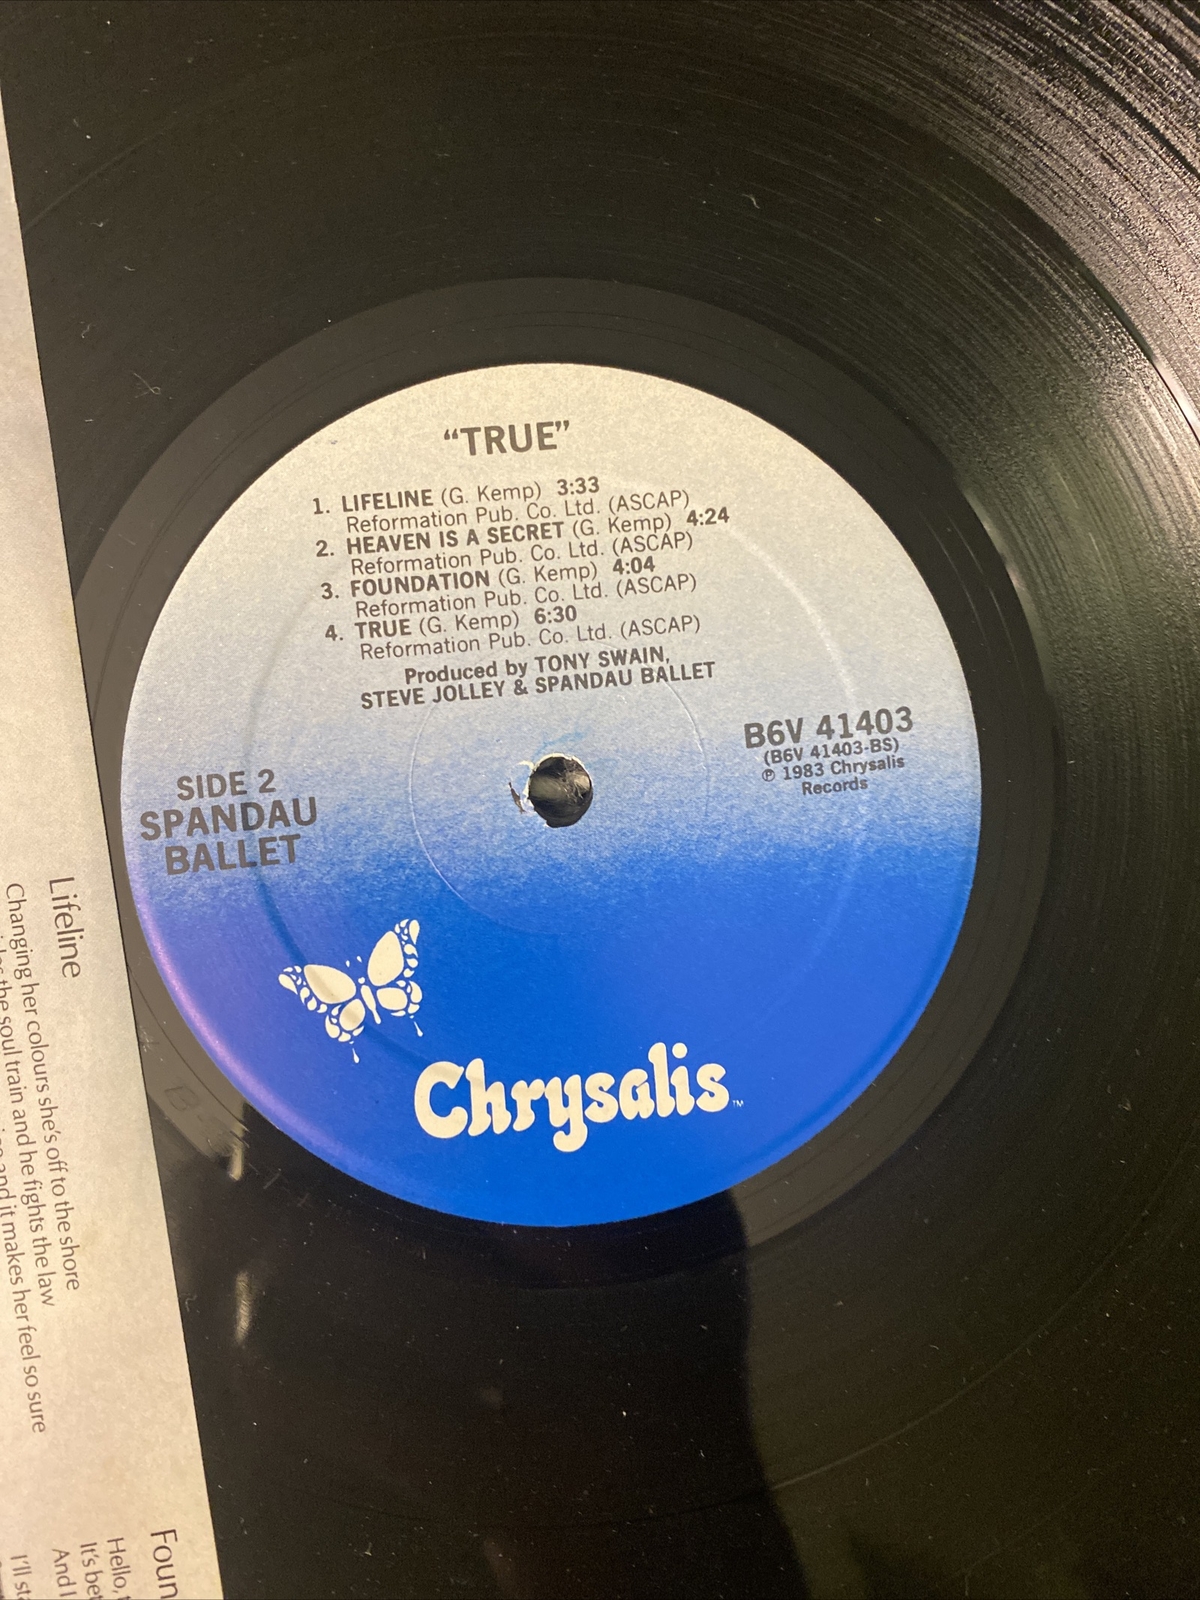 “TRUE”
1. LIFELINE (G. Kemp) 3:33
Reformation Pub. Co. Ltd. (ASCAP)
2. HEAVEN IS A SECRET (G. Kemp) 4:24
Reformation Pub. Co. Ltd. (ASCAP)
3. FOUNDATION (G. Kemp) 4:04
Reformation Pub. Co. Ltd. (ASCAP)
4. TRUE (G. Kemp) 6:30
Reformation Pub. Co. Ltd. (ASCAP)
Produced by TONY SWAIN,
STEVE JOLLEY & SPANDAU BALLET
B6V 41403
(B6V 41403-BS)
℗ 1983 Chrysalis
Records
SIDE 2
SPANDAU
BALLET
Chrysalis™
Lifeline
Changing her colours she's off to the shore
the soul train and he fights the law
and it makes her feel so sure
Foun
Hello,
It's bet
And I
I'll sta